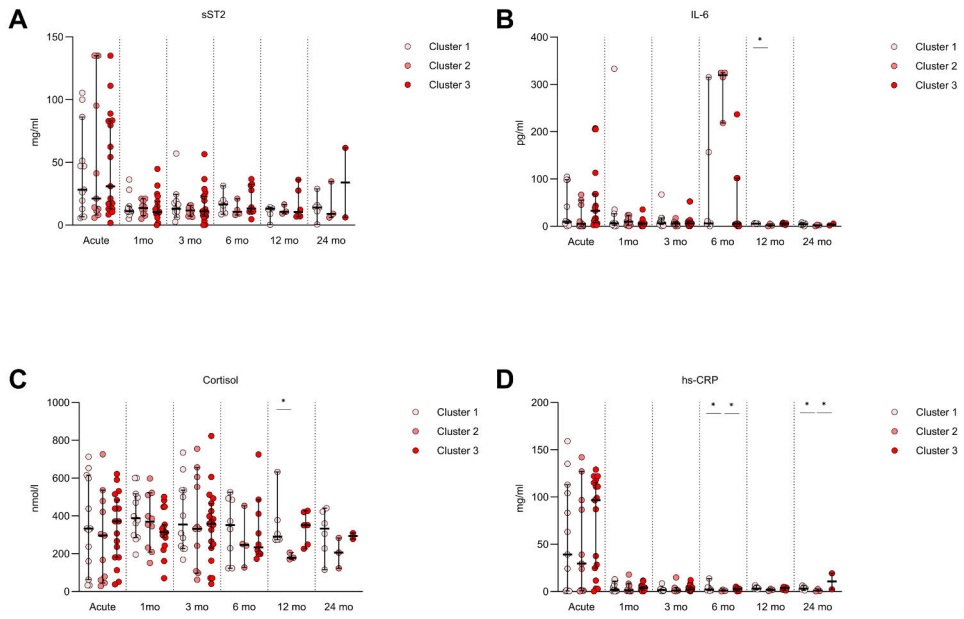 A
sST2
150
100
50
0
mg/ml
Acute 1mo 3 mo 6 mo 12 mo 24 mo
Cluster 1
Cluster 2
Cluster 3
B
IL-6
*
400
300
200
100
0
pg/ml
Acute 1mo 3 mo 6 mo 12 mo 24 mo
Cluster 1
Cluster 2
Cluster 3
C
Cortisol
*
1000
800
600
400
200
0
nmol/l
Acute 1mo 3 mo 6 mo 12 mo 24 mo
Cluster 1
Cluster 2
Cluster 3
D
hs-CRP
* * * *
200
150
100
50
0
mg/ml
Acute 1mo 3 mo 6 mo 12 mo 24 mo
Cluster 1
Cluster 2
Cluster 3